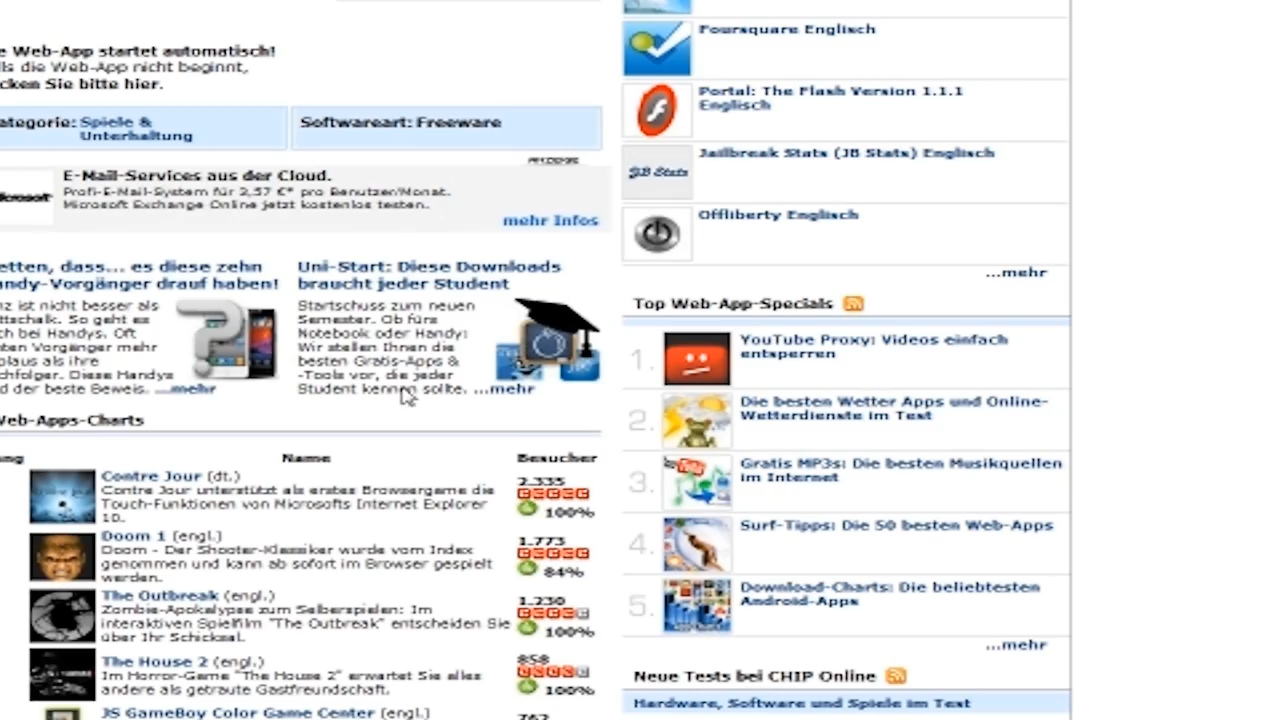 e Web-App startet automatisch!
ls die Web-App nicht beginnt,
cken Sie bitte hier.
ategorie: Spiele &
Unterhaltung
Softwareart: Freeware
ANZEIGE
E-Mail-Services aus der Cloud.
Profi-E-Mail-System für 3,57 €* pro Benutzer/Monat.
Microsoft Exchange Online jetzt kostenlos testen.
mehr Infos
etten, dass... es diese zehn
andy-Vorgänger drauf haben!
nz ist nicht besser als
ttschalk. So geht es
ch bei Handys. Oft
nten Vorgänger mehr
olaus als ihre
chfolger. Diese Handys
d der beste Beweis. ...mehr
Uni-Start: Diese Downloads
braucht jeder Student
Startschuss zum neuen
Semester. Ob fürs
Notebook oder Handy:
Wir stellen Ihnen die
besten Gratis-Apps &
-Tools vor, die jeder
Student kennen sollte. ...mehr
Web-Apps-Charts
ng Name Besucher
Contre Jour (dt.)
Contre Jour unterstützt als erstes Browsergame die
Touch-Funktionen von Microsofts Internet Explorer
10.
2.335
100%
Doom 1 (engl.)
Doom - Der Shooter-Klassiker wurde vom Index
genommen und kann ab sofort im Browser gespielt
werden.
1.773
84%
The Outbreak (engl.)
Zombie-Apokalypse zum Selberspielen: Im
interaktiven Spielfilm "The Outbreak" entscheiden Sie
über Ihr Schicksal.
1.230
100%
The House 2 (engl.)
Im Horror-Game "The House 2" erwartet Sie alles
andere als getraute Gastfreundschaft.
858
100%
JS GameBoy Color Game Center (engl.)
762
Foursquare Englisch
Portal: The Flash Version 1.1.1
Englisch
JB Stats
Jailbreak Stats (JB Stats) Englisch
Offliberty Englisch
...mehr
Top Web-App-Specials
1.
YouTube Proxy: Videos einfach
entsperren
2.
Die besten Wetter Apps und Online-
Wetterdienste im Test
3.
Gratis MP3s: Die besten Musikquellen
im Internet
4.
Surf-Tipps: Die 50 besten Web-Apps
5.
Download-Charts: Die beliebtesten
Android-Apps
...mehr
Neue Tests bei CHIP Online
Hardware, Software und Spiele im Test